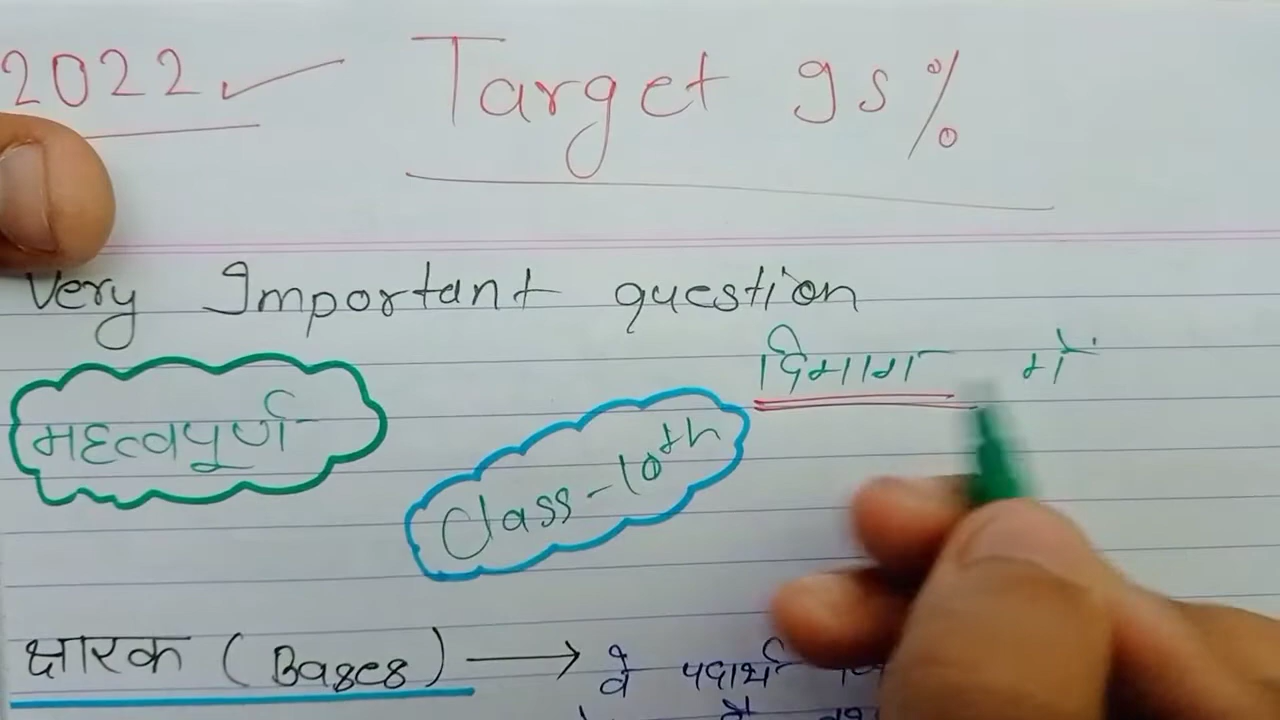 2022 Target 95%
Very Important question
दिमाग में
महत्वपूर्ण
Class-10th
क्षारक (Bases) → वे पदार्थ